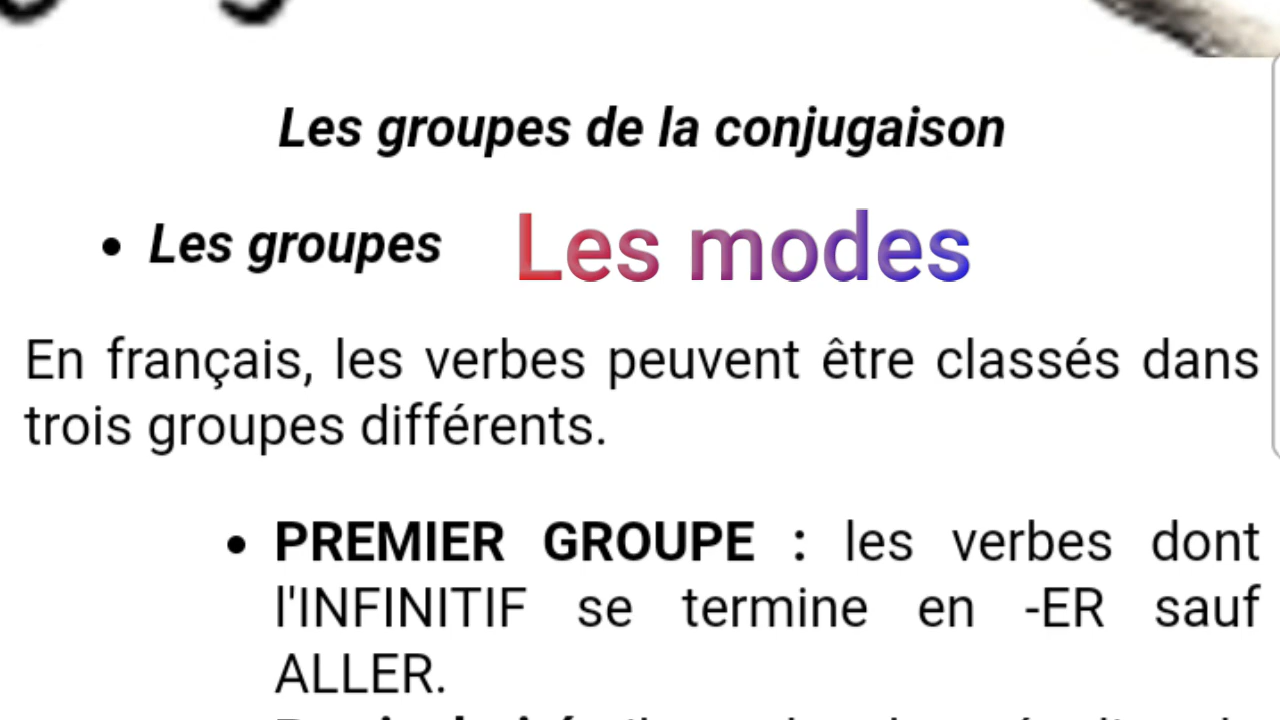 Les groupes de la conjugaison
• Les groupes Les modes
En français, les verbes peuvent être classés dans
trois groupes différents.
• PREMIER GROUPE : les verbes dont
l'INFINITIF se termine en -ER sauf
ALLER.